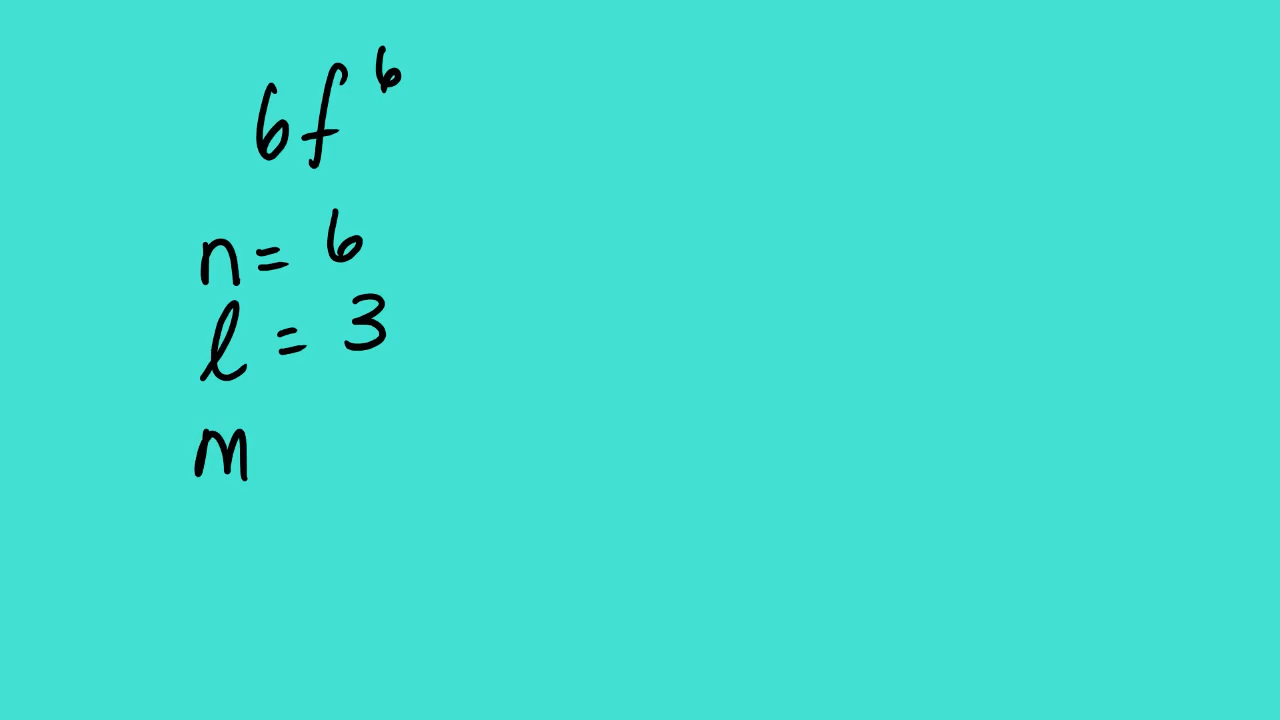 6f⁶
n = 6
l = 3
m